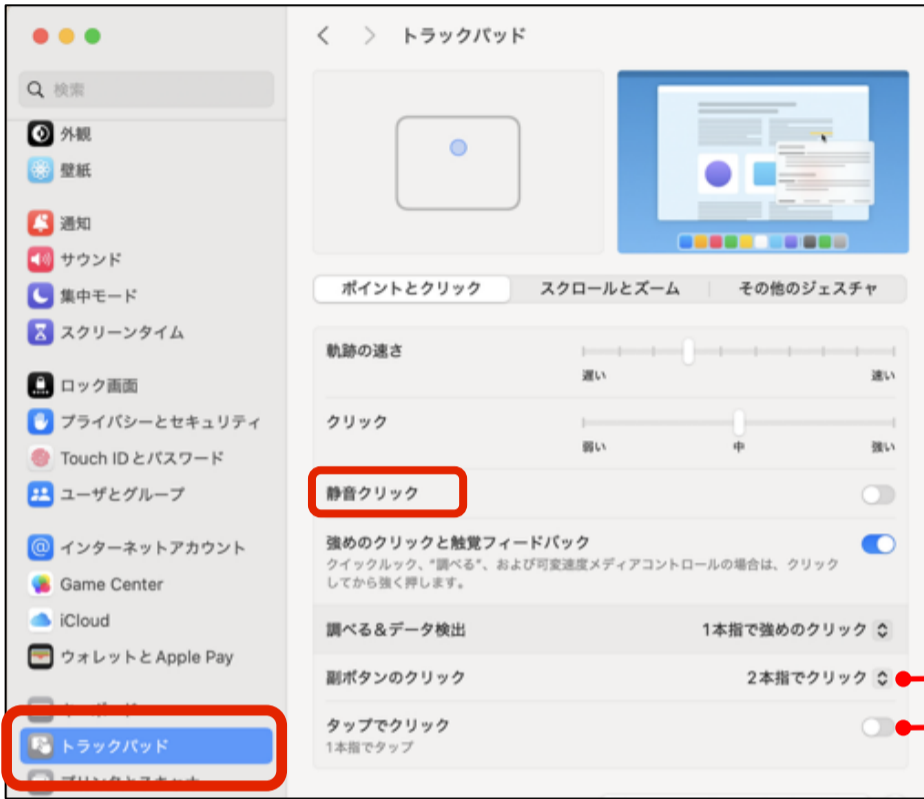 トラックパッド
検索
外観
壁紙
通知
サウンド
集中モード
スクリーンタイム
ロック画面
プライバシーとセキュリティ
Touch IDとパスワード
ユーザとグループ
インターネットアカウント
Game Center
iCloud
ウォレットとApple Pay
トラックパッド
ポイントとクリック
スクロールとズーム
その他のジェスチャ
軌跡の速さ
遅い 速い
クリック
弱い 中 強い
静音クリック
強めのクリックと触覚フィードバック
クイックルック、“調べる”、および可変速度メディアコントロールの場合は、クリック
してから強く押します。
調べる&データ検出 1本指で強めのクリック
副ボタンのクリック 2本指でクリック
タップでクリック
1本指でタップ